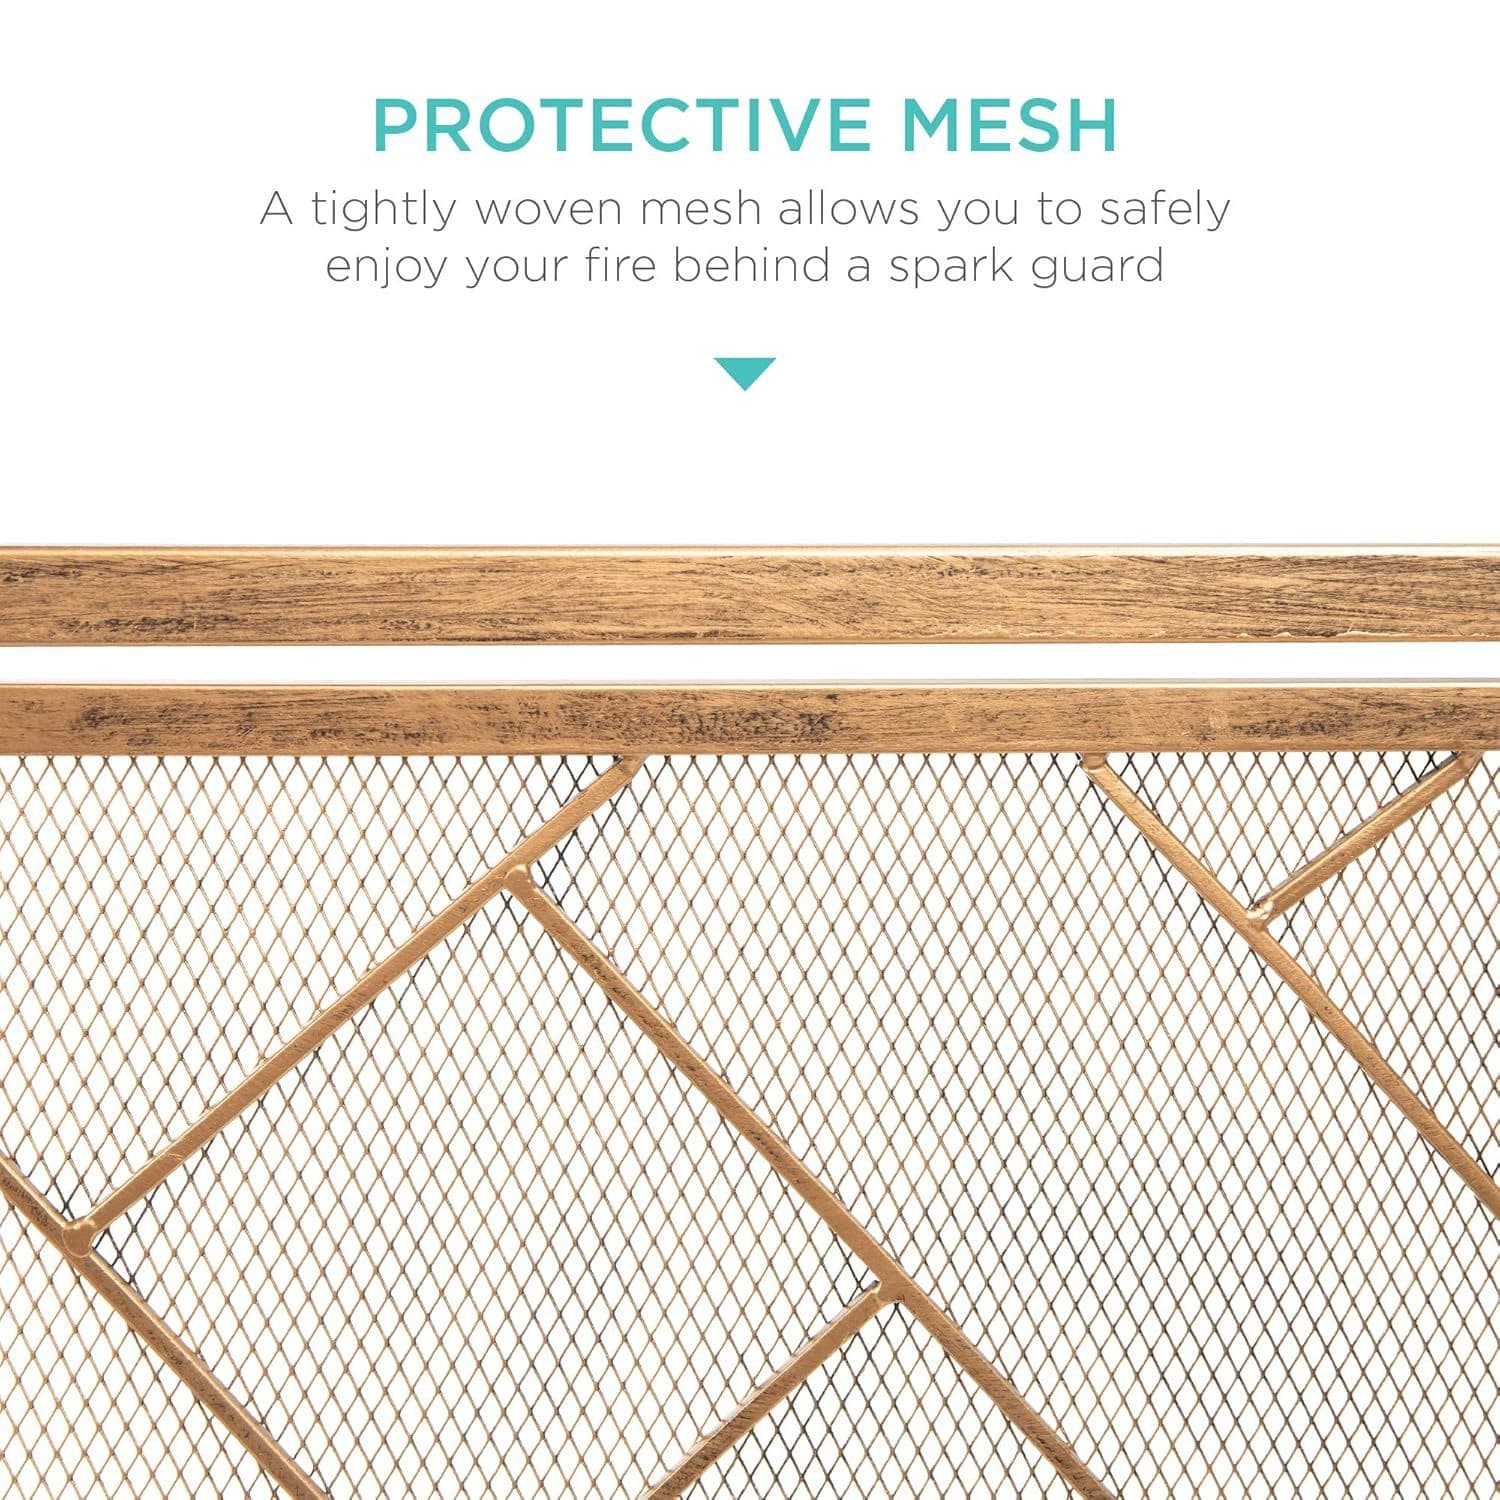 PROTECTIVE MESH
A tightly woven mesh allows you to safely
enjoy your fire behind a spark guard